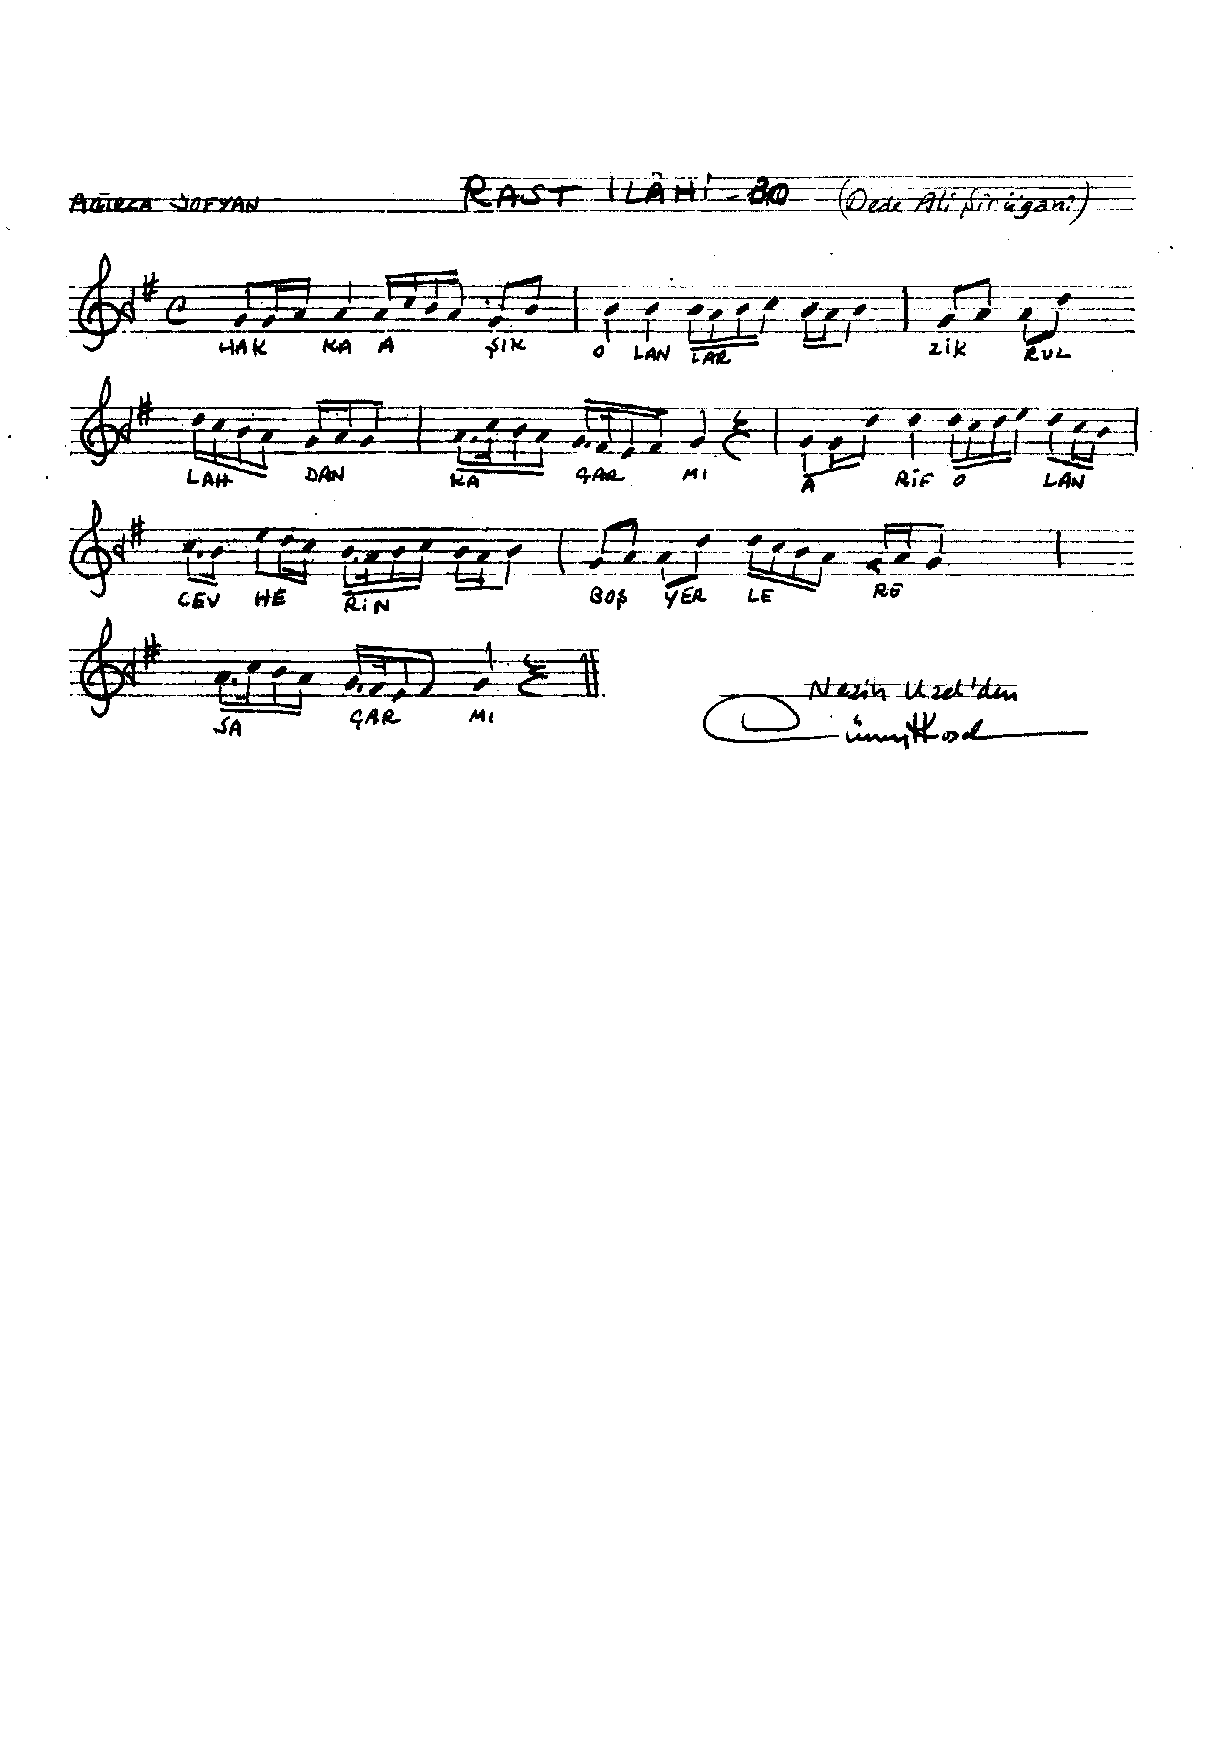 AĞIRCA SOFYAN RAST İLÂHİ - 80 (Dede Ali Şirügani)
HAK KA A ŞIK O LAN LAR ZİK RUL
LAH DAN KA ÇAR MI A RİF O LAN
CEV HE RİN BOŞ YER LE RE
SA ÇAR MI
Nezih Uzel'den